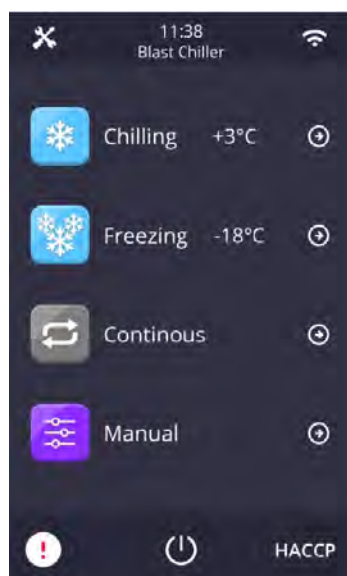 11:38
Blast Chiller
Chilling +3°C
Freezing -18°C
Continous
Manual
HACCP